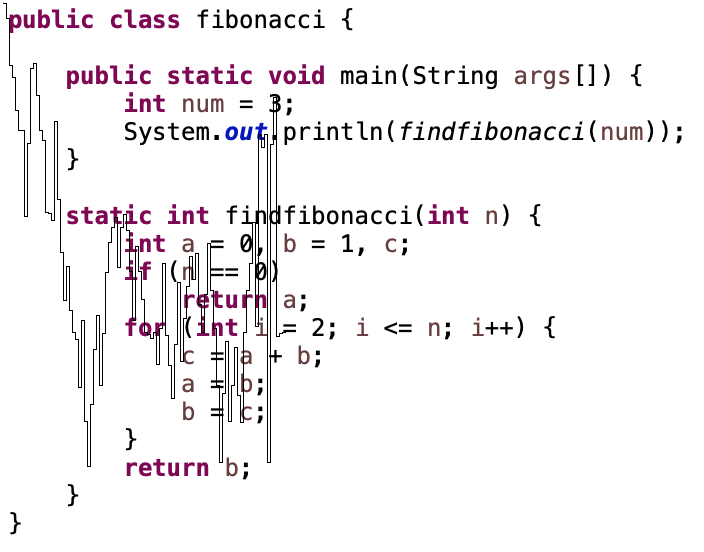 public class fibonacci {
public static void main(String args[]) {
int num = 3;
System.out.println(findfibonacci(num));
}
static int findfibonacci(int n) {
int a = 0, b = 1, c;
if (n == 0)
return a;
for (int i = 2; i <= n; i++) {
c = a + b;
a = b;
b = c;
}
return b;
}
}